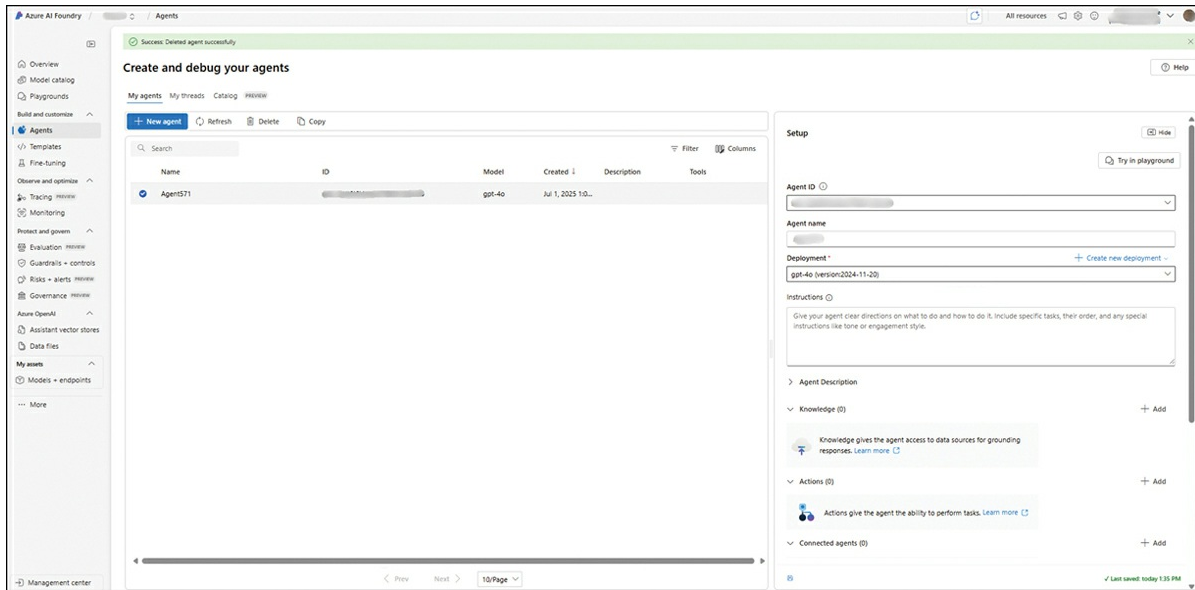 Azure AI Foundry / / Agents All resources
Success: Deleted agent successfully
Create and debug your agents
Help
My agents My threads Catalog PREVIEW
New agent Refresh Delete Copy
Search Filter Columns
Name ID Model Created ↓ Description Tools
Agent571 gpt-4o Jul 1, 2025 1:0...
Prev Next 10/Page
Overview
Model catalog
Playgrounds
Build and customize
Agents
Templates
Fine-tuning
Observe and optimize
Tracing PREVIEW
Monitoring
Protect and govern
Evaluation PREVIEW
Guardrails + controls
Risks + alerts PREVIEW
Governance PREVIEW
Azure OpenAI
Assistant vector stores
Data files
My assets
Models + endpoints
More
Management center
Setup Hide
Try in playground
Agent ID
Agent name
Deployment * Create new deployment
gpt-4o (version:2024-11-20)
Instructions
Give your agent clear directions on what to do and how to do it. Include specific tasks, their order, and any special
instructions like tone or engagement style.
Agent Description
Knowledge (0) Add
Knowledge gives the agent access to data sources for grounding
responses. Learn more
Actions (0) Add
Actions give the agent the ability to perform tasks. Learn more
Connected agents (0) Add
Last saved: today 1:35 PM